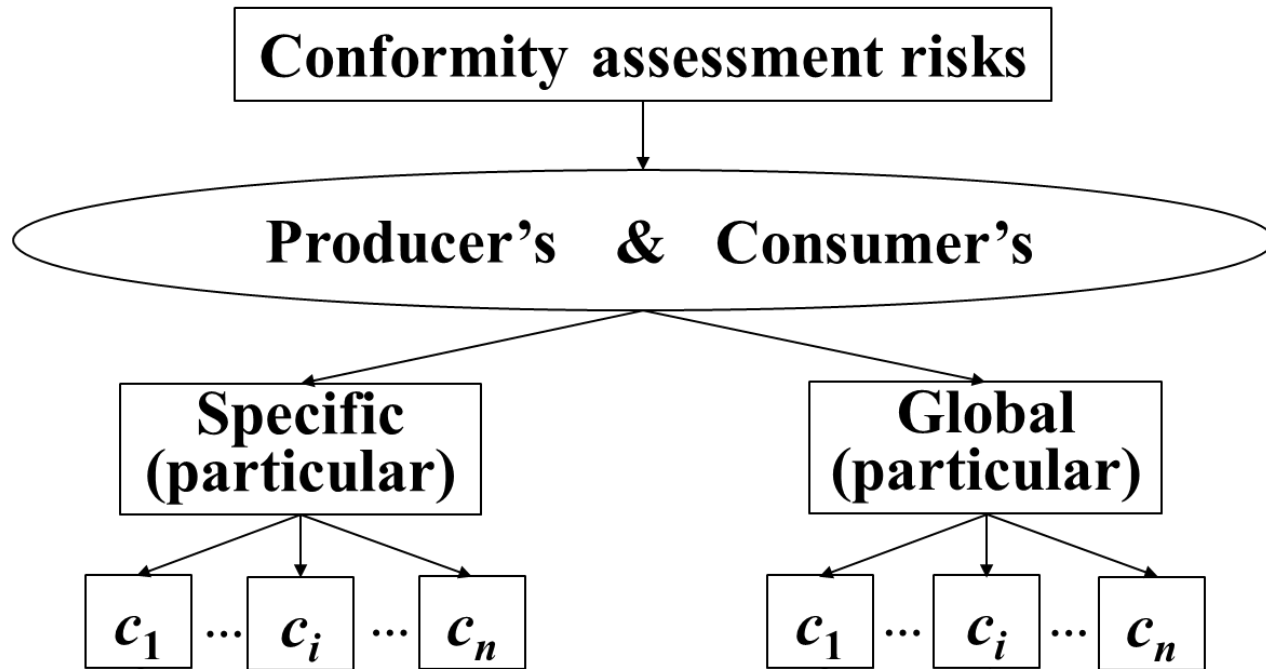 Conformity assessment risks
Producer’s & Consumer’s
Specific
(particular)
Global
(particular)
c1 ... ci ... cn
c1 ... ci ... cn